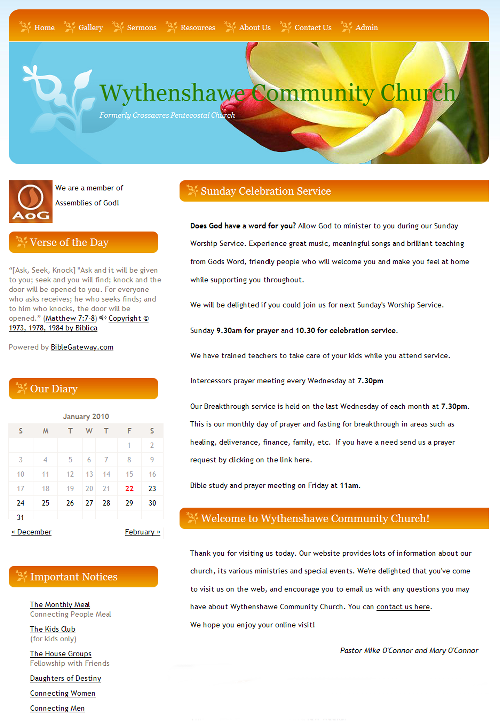 Home Gallery Sermons Resources About Us Contact Us Admin
Wythenshawe Community Church
Formerly Crossacres Pentecostal Church
AoG
We are a member of
Assemblies of God!
Verse of the Day
“[Ask, Seek, Knock] “Ask and it will be given
to you; seek and you will find; knock and the
door will be opened to you. For everyone
who asks receives; he who seeks finds; and
to him who knocks, the door will be
opened.” (Matthew 7:7-8) Copyright ©
1973, 1978, 1984 by Biblica
Powered by BibleGateway.com
Our Diary
January 2010
S M T W T F S
1 2
3 4 5 6 7 8 9
10 11 12 13 14 15 16
17 18 19 20 21 22 23
24 25 26 27 28 29 30
31
« December February »
Important Notices
The Monthly Meal
Connecting People Meal
The Kids Club
(for kids only)
The House Groups
Fellowship with Friends
Daughters of Destiny
Connecting Women
Connecting Men
Sunday Celebration Service
Does God have a word for you? Allow God to minister to you during our Sunday
Worship Service. Experience great music, meaningful songs and brilliant teaching
from Gods Word, friendly people who will welcome you and make you feel at home
while supporting you throughout.
We will be delighted if you could join us for next Sunday's Worship Service.
Sunday 9.30am for prayer and 10.30 for celebration service.
We have trained teachers to take care of your kids while you attend service.
Intercessors prayer meeting every Wednesday at 7.30pm
Our Breakthrough service is held on the last Wednesday of each month at 7.30pm.
This is our monthly day of prayer and fasting for breakthrough in areas such as
healing, deliverance, finance, family, etc. If you have a need send us a prayer
request by clicking on the link here.
Bible study and prayer meeting on Friday at 11am.
Welcome to Wythenshawe Community Church!
Thank you for visiting us today. Our website provides lots of information about our
church, its various ministries and special events. We're delighted that you've come
to visit us on the web, and encourage you to email us with any questions you may
have about Wythenshawe Community Church. You can contact us here.
We hope you enjoy your online visit!
Pastor Mike O'Connor and Mary O'Connor